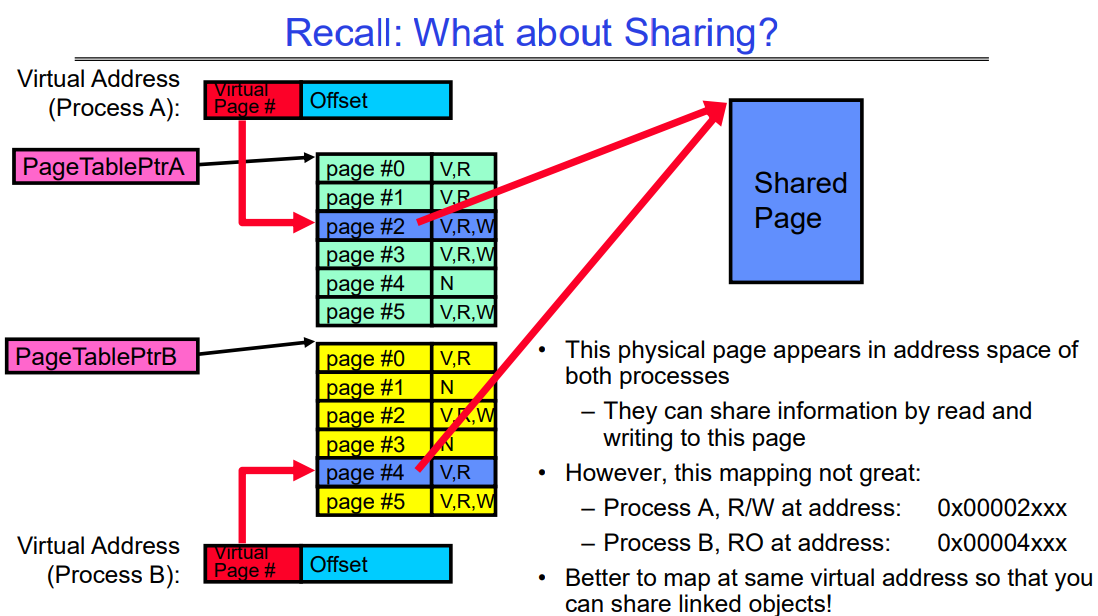 Recall: What about Sharing?
Virtual Address
(Process A):
Virtual
Page #
Offset
PageTablePtrA
page #0 V,R
page #1 V,R
page #2 V,R,W
page #3 V,R,W
page #4 N
page #5 V,R,W
Shared
Page
PageTablePtrB
page #0 V,R
page #1 N
page #2 V,R,W
page #3 N
page #4 V,R
page #5 V,R,W
Virtual Address
(Process B):
Virtual
Page #
Offset
• This physical page appears in address space of
both processes
– They can share information by read and
writing to this page
• However, this mapping not great:
– Process A, R/W at address: 0x00002xxx
– Process B, RO at address: 0x00004xxx
• Better to map at same virtual address so that you
can share linked objects!